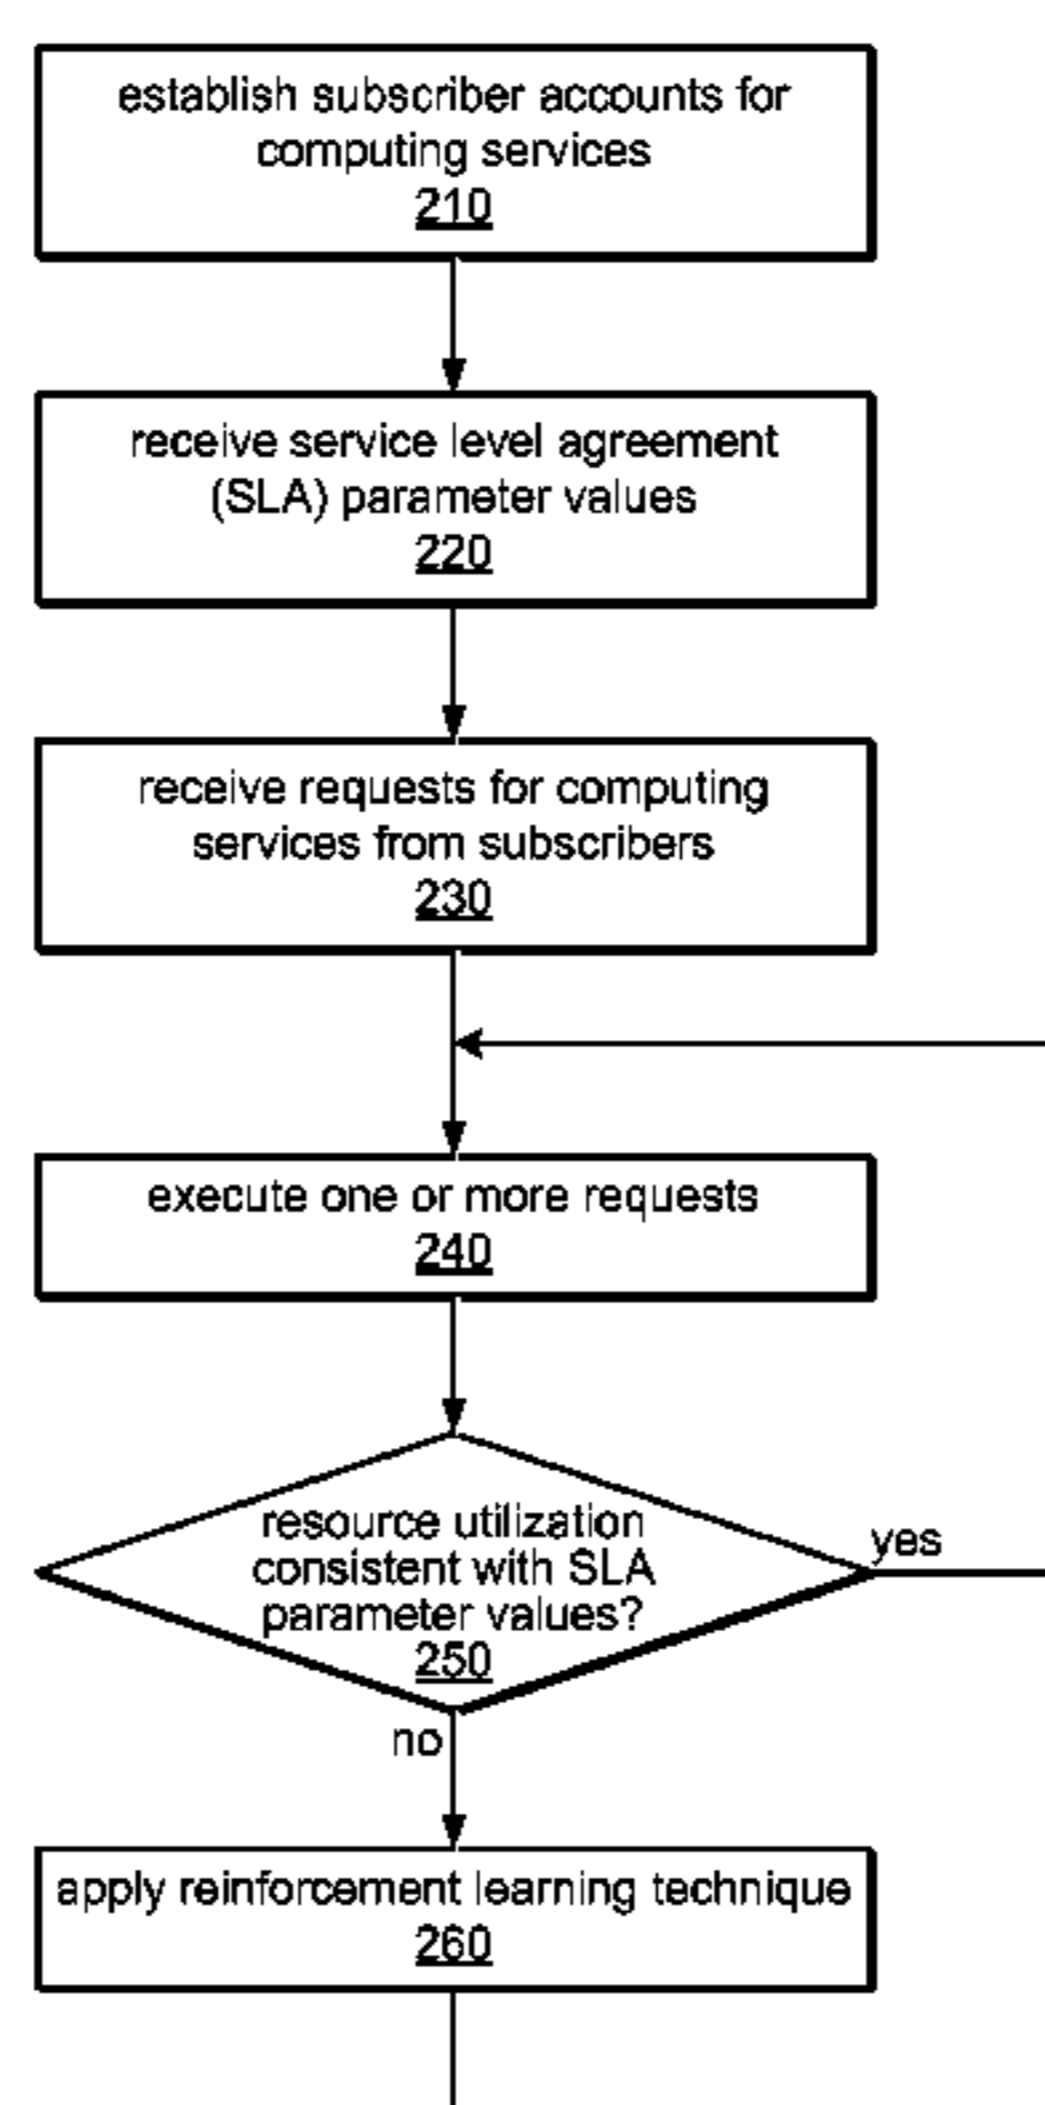 establish subscriber accounts for
computing services
210
receive service level agreement
(SLA) parameter values
220
receive requests for computing
services from subscribers
230
execute one or more requests
240
resource utilization
consistent with SLA
parameter values?
250
yes
no
apply reinforcement learning technique
260